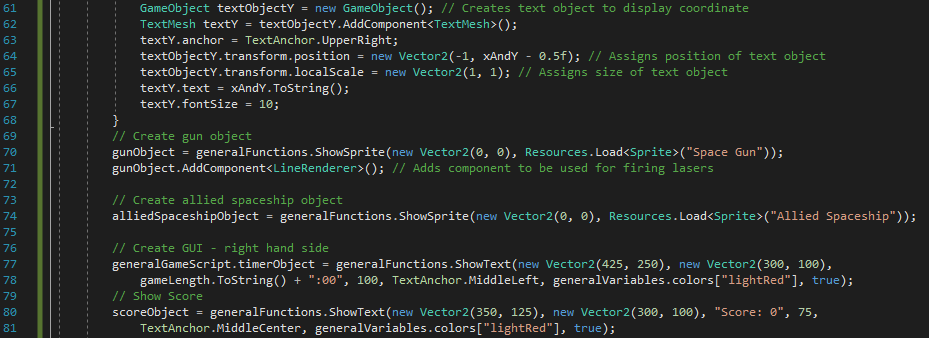 61 GameObject textObjectY = new GameObject(); // Creates text object to display coordinate
62 TextMesh textY = textObjectY.AddComponent<TextMesh>();
63 textY.anchor = TextAnchor.UpperRight;
64 textObjectY.transform.position = new Vector2(-1, xAndY - 0.5f); // Assigns position of text object
65 textObjectY.transform.localScale = new Vector2(1, 1); // Assigns size of text object
66 textY.text = xAndY.ToString();
67 textY.fontSize = 10;
68 }
69 // Create gun object
70 gunObject = generalFunctions.ShowSprite(new Vector2(0, 0), Resources.Load<Sprite>("Space Gun"));
71 gunObject.AddComponent<LineRenderer>(); // Adds component to be used for firing lasers
72
73 // Create allied spaceship object
74 alliedSpaceshipObject = generalFunctions.ShowSprite(new Vector2(0, 0), Resources.Load<Sprite>("Allied Spaceship"));
75
76 // Create GUI - right hand side
77 generalGameScript.timerObject = generalFunctions.ShowText(new Vector2(425, 250), new Vector2(300, 100),
78 gameLength.ToString() + ":00", 100, TextAnchor.MiddleLeft, generalVariables.colors["lightRed"], true);
79 // Show Score
80 scoreObject = generalFunctions.ShowText(new Vector2(350, 125), new Vector2(300, 100), "Score: 0", 75,
81 TextAnchor.MiddleCenter, generalVariables.colors["lightRed"], true);